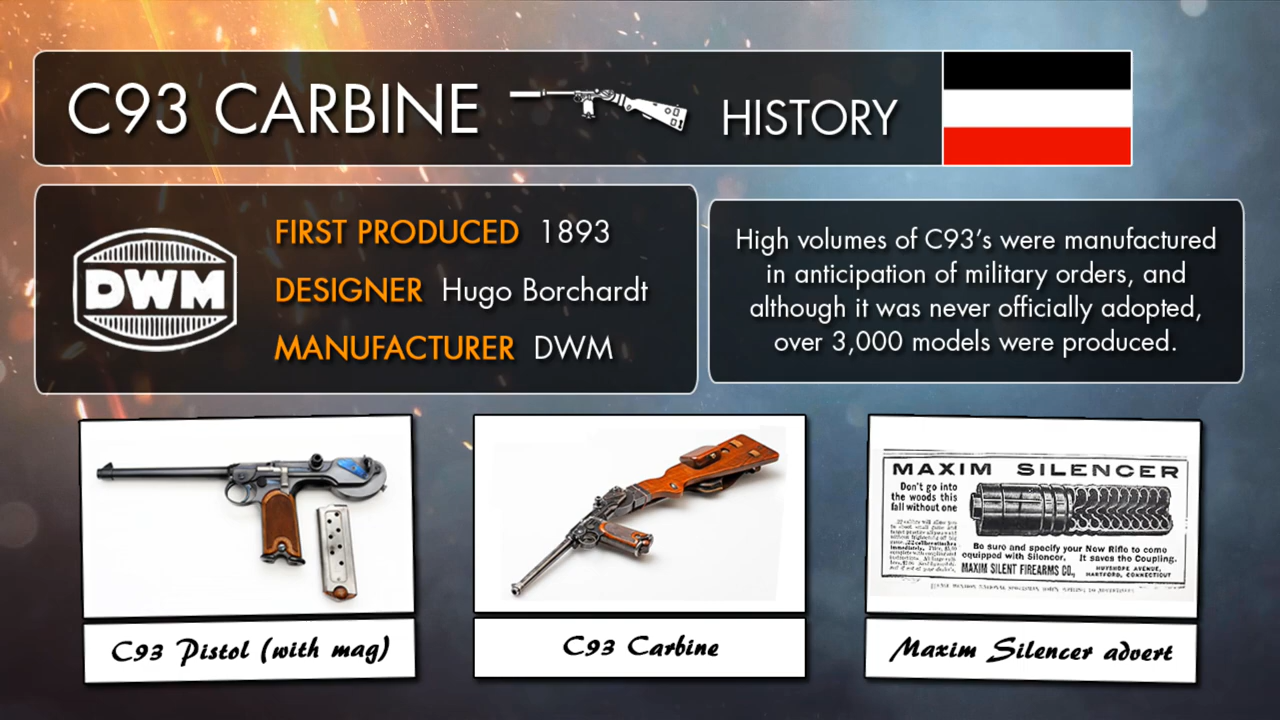 C93 CARBINE HISTORY
DWM
FIRST PRODUCED 1893
DESIGNER Hugo Borchardt
MANUFACTURER DWM
High volumes of C93's were manufactured
in anticipation of military orders, and
although it was never officially adopted,
over 3,000 models were produced.
C93 Pistol (with mag)
C93 Carbine
MAXIM SILENCER
Don't go into
the woods this
fall without one
Be sure and specify your New Rifle to come
equipped with Silencer. It saves the Coupling.
MAXIM SILENT FIREARMS CO., HUYSHOPE AVENUE,
HARTFORD, CONNECTICUT
Maxim Silencer advert